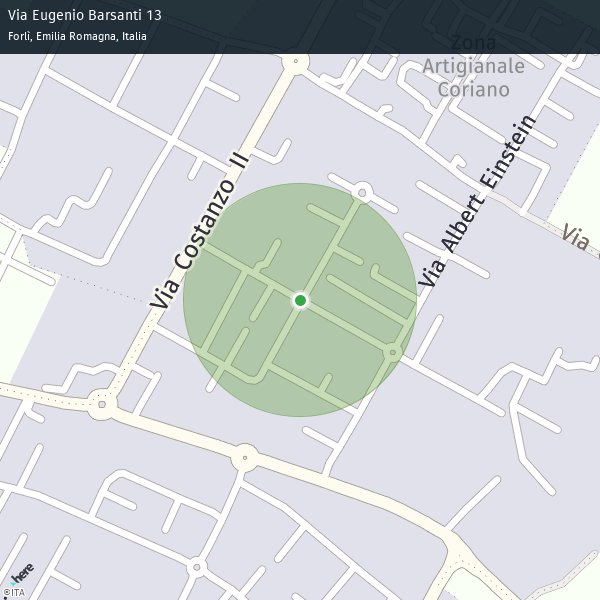 Via Eugenio Barsanti 13
Forlì, Emilia Romagna, Italia
Zona
Artigianale
Coriano
Via Costanzo II
Via Albert Einstein
Via
here
©ITA